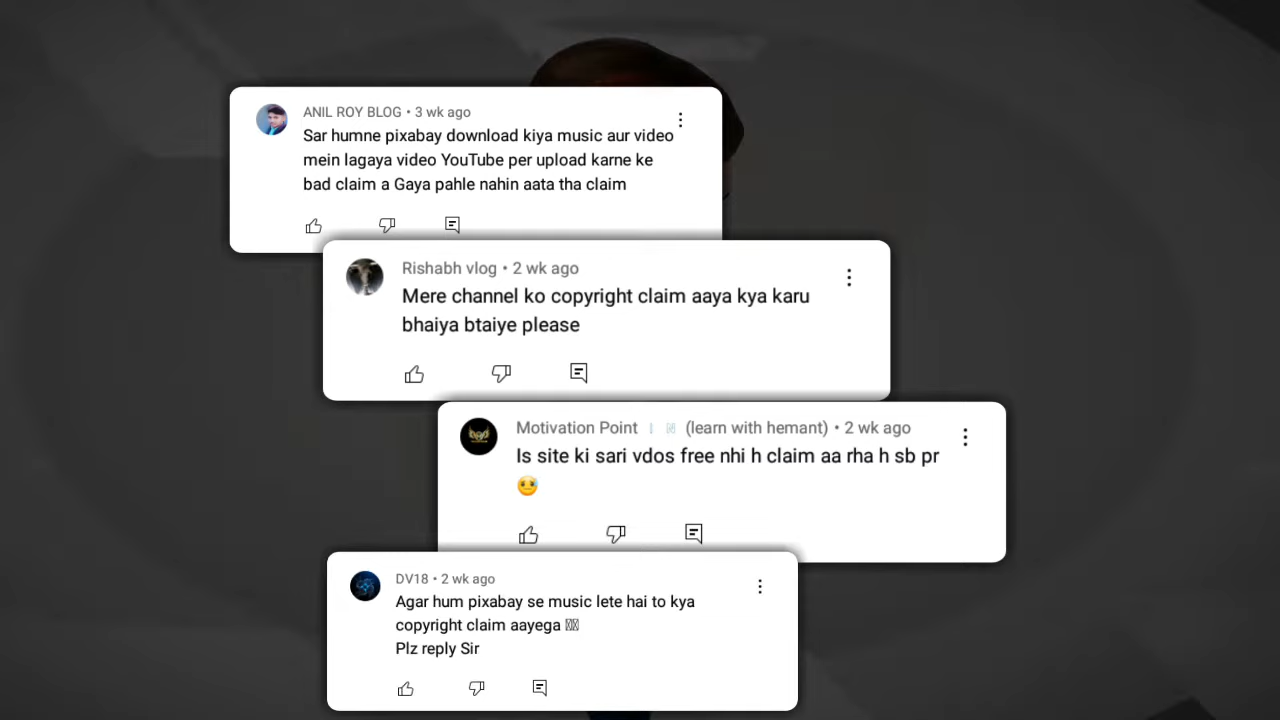 ANIL ROY BLOG • 3 wk ago
Sar humne pixabay download kiya music aur video
mein lagaya video YouTube per upload karne ke
bad claim a Gaya pahle nahin aata tha claim
Rishabh vlog • 2 wk ago
Mere channel ko copyright claim aaya kya karu
bhaiya btaiye please
Motivation Point (learn with hemant) • 2 wk ago
Is site ki sari vdos free nhi h claim aa rha h sb pr
😓
DV18 • 2 wk ago
Agar hum pixabay se music lete hai to kya
copyright claim aayega
Plz reply Sir